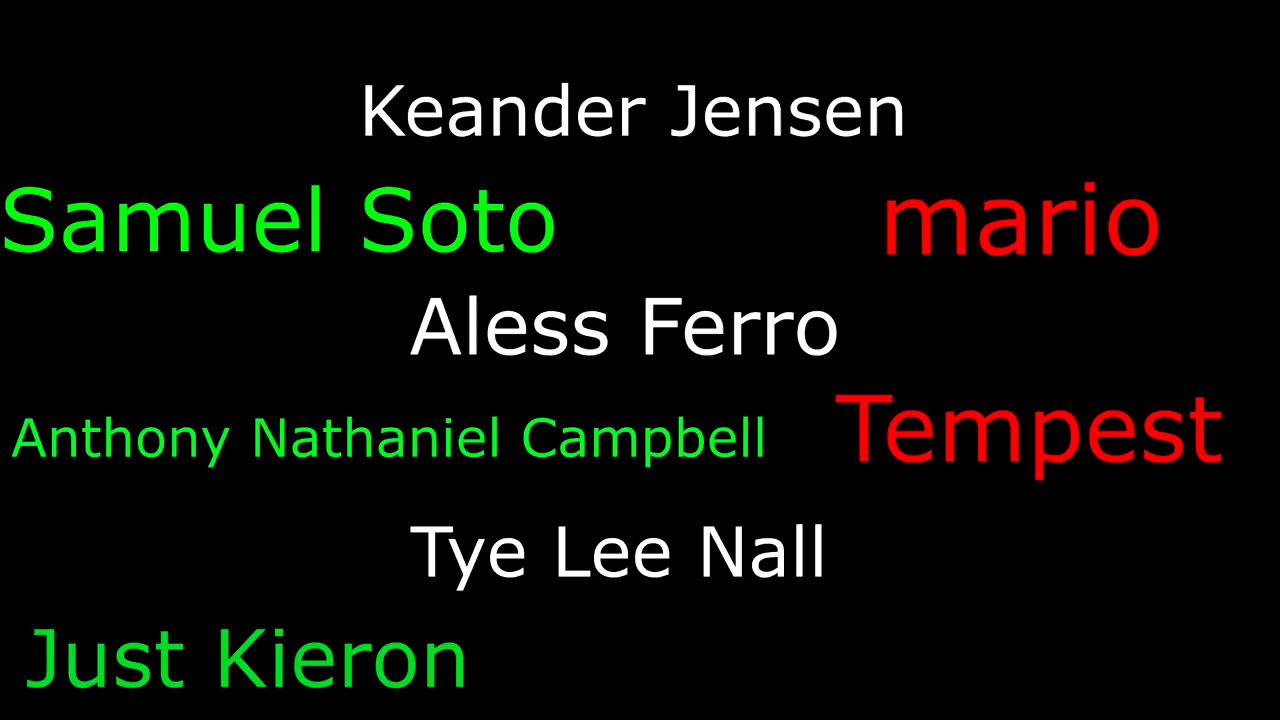 Keander Jensen
Samuel Soto
mario
Aless Ferro
Anthony Nathaniel Campbell
Tempest
Tye Lee Nall
Just Kieron